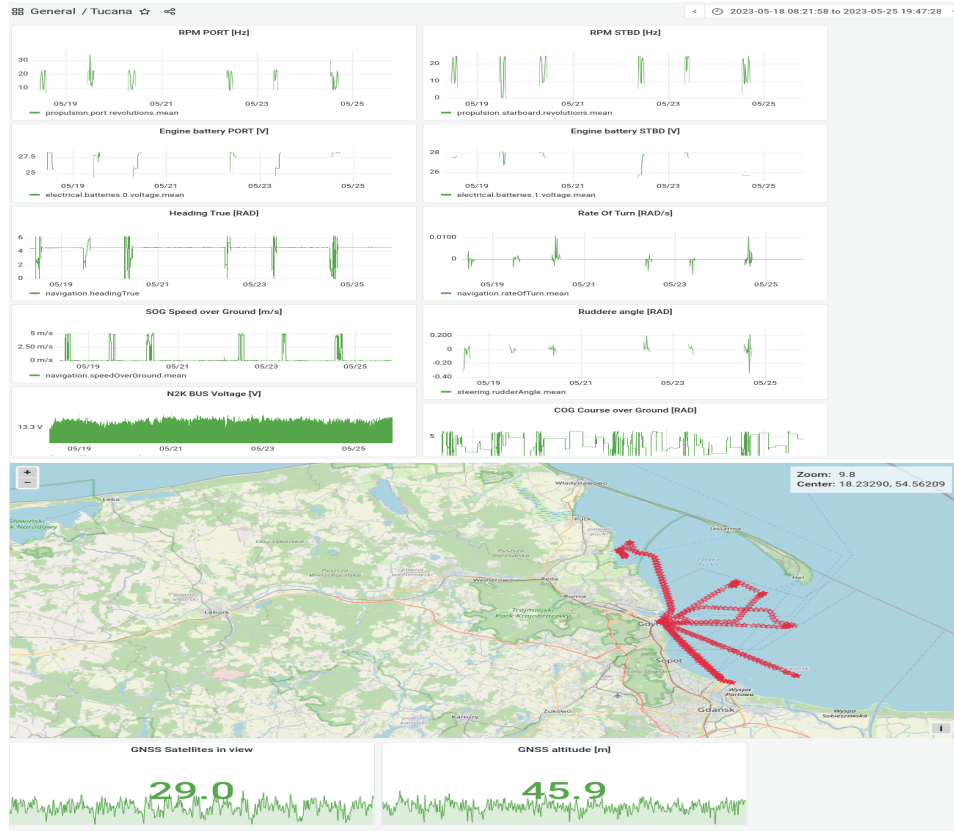 General / Tucana
2023-05-18 08:21:58 to 2023-05-25 19:47:28
RPM PORT [Hz]
30
20
10
05/19 05/21 05/23 05/25
propulsion.port.revolutions.mean
RPM STBD [Hz]
20
10
0
05/19 05/21 05/23 05/25
propulsion.starboard.revolutions.mean
Engine battery PORT [V]
27.5
25
05/19 05/21 05/23 05/25
electrical.batteries.0.voltage.mean
Engine battery STBD [V]
28
26
05/19 05/21 05/23 05/25
electrical.batteries.1.voltage.mean
Heading True [RAD]
6
4
2
0
05/19 05/21 05/23 05/25
navigation.headingTrue
Rate Of Turn [RAD/s]
0.0100
0
05/19 05/21 05/23 05/25
navigation.rateOfTurn.mean
SOG Speed over Ground [m/s]
5 m/s
2.50 m/s
0 m/s
05/19 05/21 05/23 05/25
navigation.speedOverGround.mean
Ruddere angle [RAD]
0.200
0
-0.20
-0.40
05/19 05/21 05/23 05/25
steering.rudderAngle.mean
N2K BUS Voltage [V]
13.3 V
05/19 05/21 05/23 05/25
COG Course over Ground [RAD]
5
+
−
Zoom: 9.8
Center: 18.23290, 54.56209
Władysławowo
Łeba
Puck
Jastarnia
Hel
Wejherowo
Reda
Rumia
Lębork
Trójmiejski
Park Krajobrazowy
Sopot
Wyspa
Portowa
Gdańsk
Wyspa
Sobieszewska
Żukowo
Kartuzy
i
GNSS Satellites in view
29.0
GNSS altitude [m]
45.9